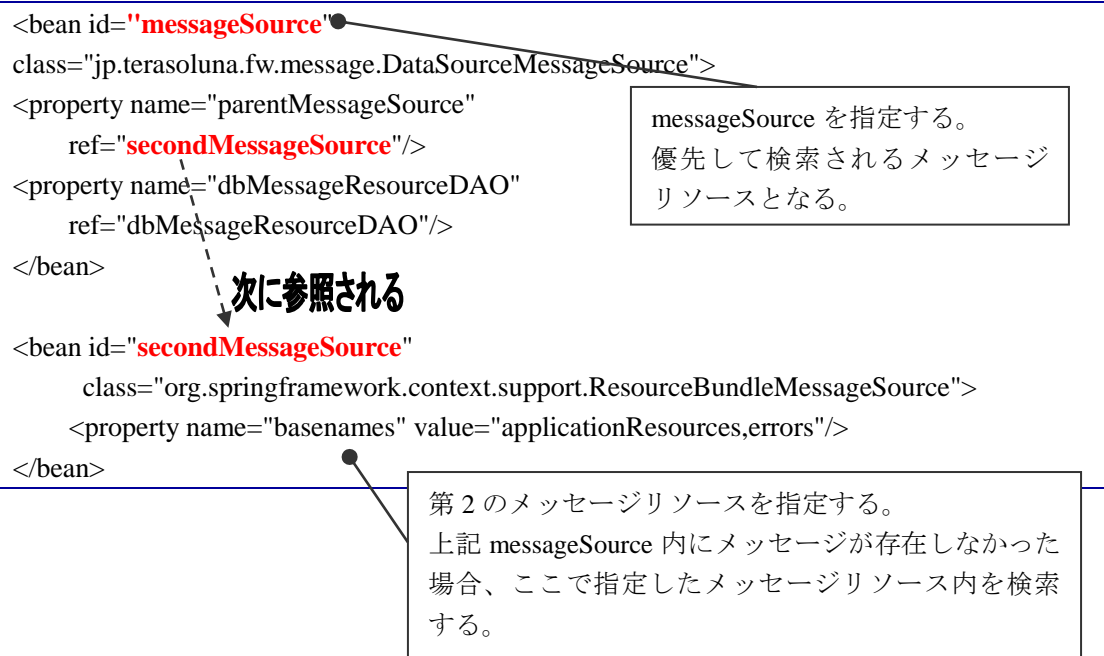 <bean id="messageSource"
class="jp.terasoluna.fw.message.DataSourceMessageSource">
<property name="parentMessageSource"
ref="secondMessageSource"/>
<property name="dbMessageResourceDAO"
ref="dbMessageResourceDAO"/>
</bean>
messageSource を指定する。
優先して検索されるメッセージ
リソースとなる。
次に参照される
<bean id="secondMessageSource"
class="org.springframework.context.support.ResourceBundleMessageSource">
<property name="basenames" value="applicationResources,errors"/>
</bean>
第 2 のメッセージリソースを指定する。
上記 messageSource 内にメッセージが存在しなかった
場合、ここで指定したメッセージリソース内を検索
する。